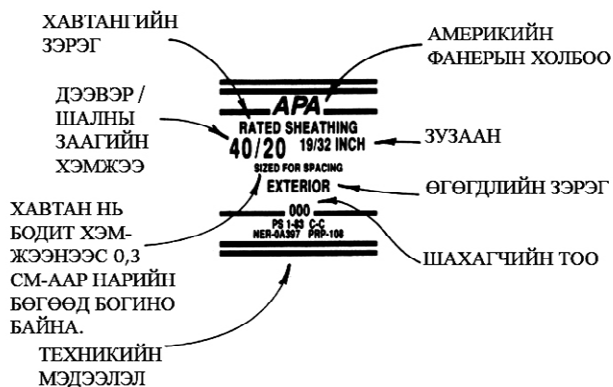 ХАВТАНГИЙН
ЗЭРЭГ
АМЕРИКИЙН
ФАНЕРЫН ХОЛБОО
ДЭЭВЭР /
ШАЛНЫ
ЗААГИЙН
ХЭМЖЭЭ
APA
RATED SHEATHING
40/20 19/32 INCH
SIZED FOR SPACING
EXTERIOR
000
PS 1-83 C-C
NER-QA397 PRP-108
ЗУЗААН
ӨГӨГДЛИЙН ЗЭРЭГ
ШАХАГЧИЙН ТОО
ХАВТАН НЬ
БОДИТ ХЭМ-
ЖЭЭНЭЭС 0,3
СМ-ААР НАРИЙН
БӨГӨӨД БОГИНО
БАЙНА.
ТЕХНИКИЙН
МЭДЭЭЛЭЛ